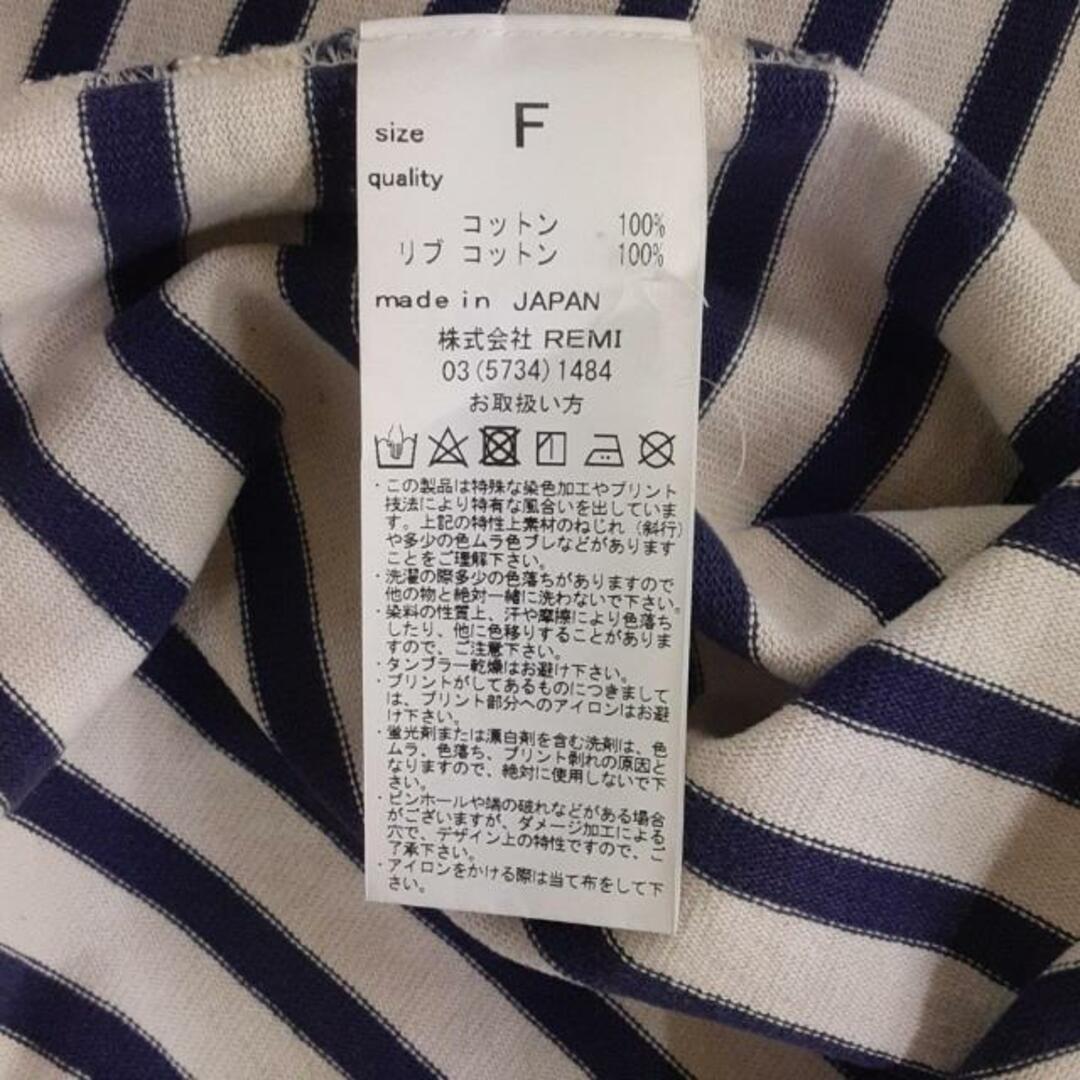 size F
quality
コットン 100%
リブ コットン 100%
made in JAPAN
株式会社 REMI
03(5734)1484
お取扱い方
・この製品は特殊な染色加工やプリント
技法により特有な風合いを出していま
す。上記の特性上素材のねじれ（斜行）
や多少の色ムラ色ブレなどがあります
ことをご理解下さい。
・洗濯の際多少の色落ちがありますので
他の物と絶対一緒に洗わないで下さい。
・染料の性質上、汗や摩擦により色落ち
したり、他に色移りすることがありま
すので、ご注意下さい。
・タンブラー乾燥はお避け下さい。
・プリントがしてあるものにつきまして
は、プリント部分へのアイロンはお避
け下さい。
・蛍光剤または漂白剤を含む洗剤は、色
ムラ、色落ち、プリント剥れの原因と
なりますので、絶対に使用しないで下
さい。
・ピンホールや端の破れなどがある場合
がございますが、ダメージ加工による
穴で、デザイン上の特性ですので、ご
了承下さい。
・アイロンをかける際は当て布をして下
さい。